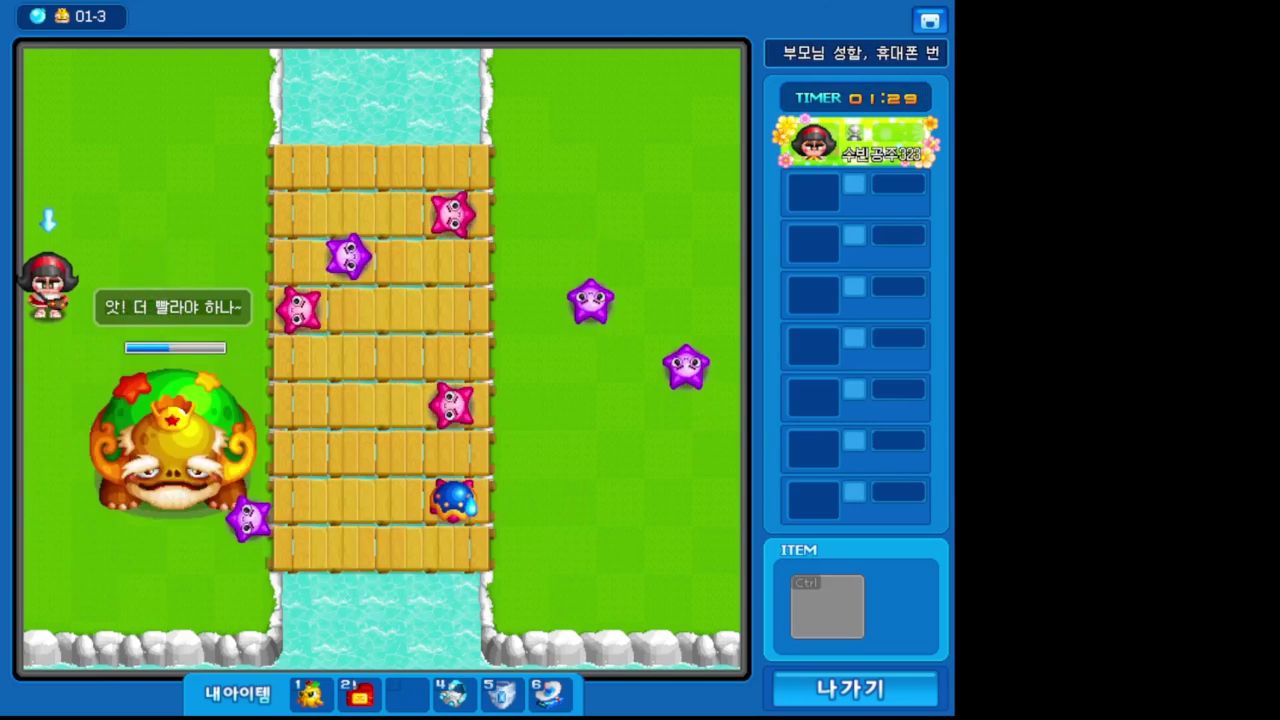 01-3
부모님 성함, 휴대폰 번
TIMER 01:29
수빈공주323
앗! 더 빨라야 하나~
ITEM
Ctrl
내아이템
1
2
4
5
6
나가기